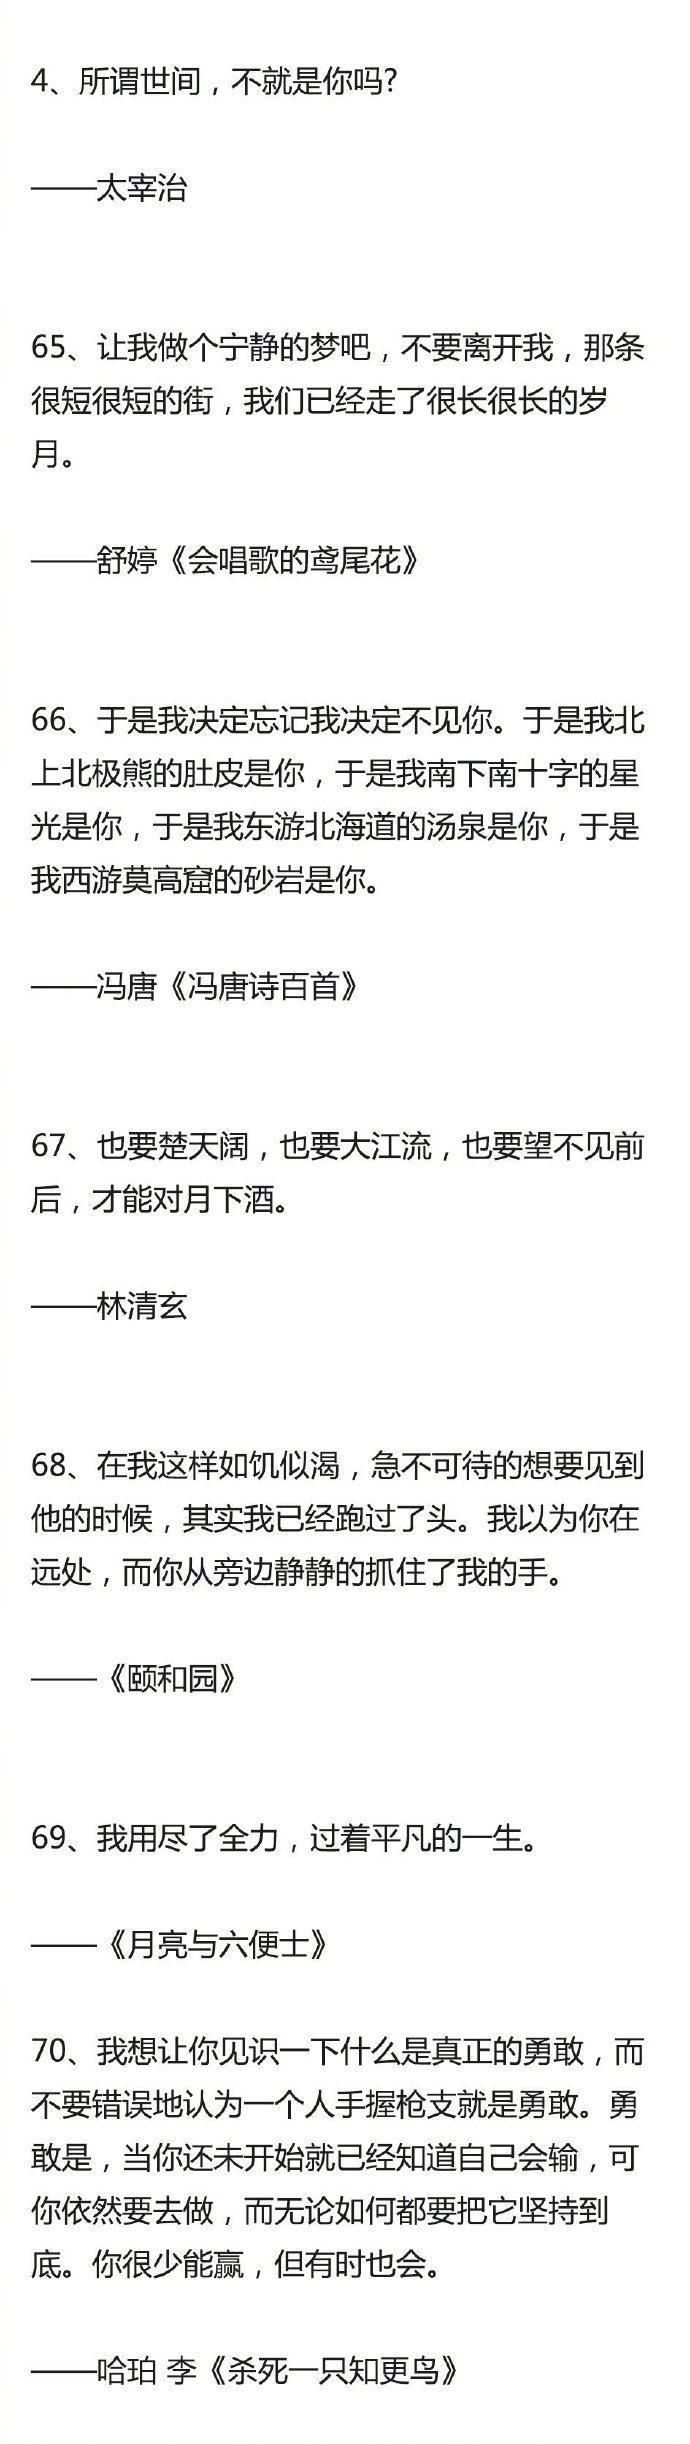 4、所谓世间，不就是你吗?
——太宰治
65、让我做个宁静的梦吧，不要离开我，那条
很短很短的街，我们已经走了很长很长的岁
月。
——舒婷《会唱歌的鸢尾花》
66、于是我决定忘记我决定不见你。于是我北
上北极熊的肚皮是你，于是我南下南十字的星
光是你，于是我东游北海道的汤泉是你，于是
我西游莫高窟的砂岩是你。
——冯唐《冯唐诗百首》
67、也要楚天阔，也要大江流，也要望不见前
后，才能对月下酒。
——林清玄
68、在我这样如饥似渴，急不可待的想要见到
他的时候，其实我已经跑过了头。我以为你在
远处，而你从旁边静静的抓住了我的手。
——《颐和园》
69、我用尽了全力，过着平凡的一生。
——《月亮与六便士》
70、我想让你见识一下什么是真正的勇敢，而
不要错误地认为一个人手握枪支就是勇敢。勇
敢是，当你还未开始就已经知道自己会输，可
你依然要去做，而无论如何都要把它坚持到
底。你很少能赢，但有时也会。
——哈珀 李《杀死一只知更鸟》